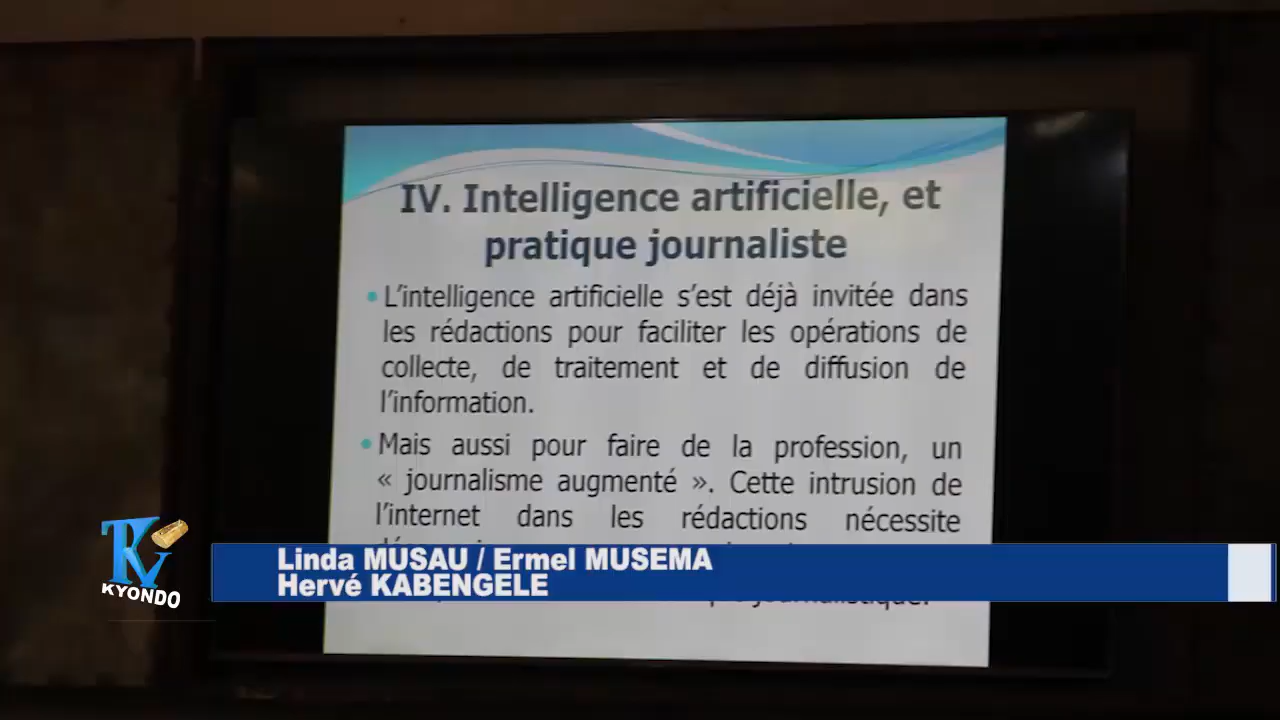 IV. Intelligence artificielle, et
pratique journaliste
• L'intelligence artificielle s'est déjà invitée dans
les rédactions pour faciliter les opérations de
collecte, de traitement et de diffusion de
l'information.
• Mais aussi pour faire de la profession, un
« journalisme augmenté ». Cette intrusion de
l'internet dans les rédactions nécessite
journalistique.
TKV
KYONDO
Linda MUSAU / Ermel MUSEMA
Hervé KABENGELE